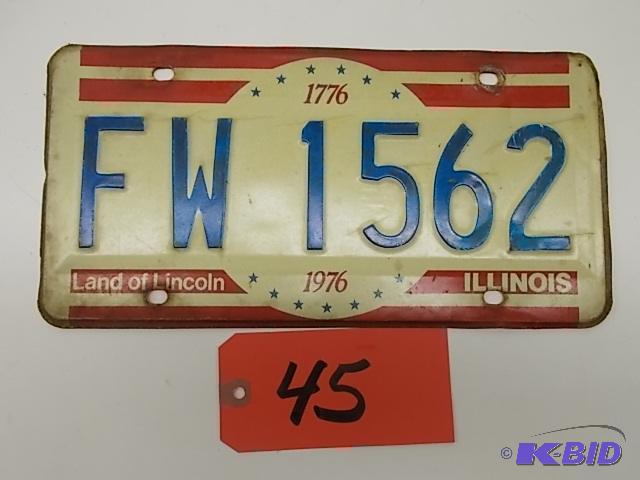 1776
FW 1562
Land of Lincoln 1976 ILLINOIS
45
© K-BID